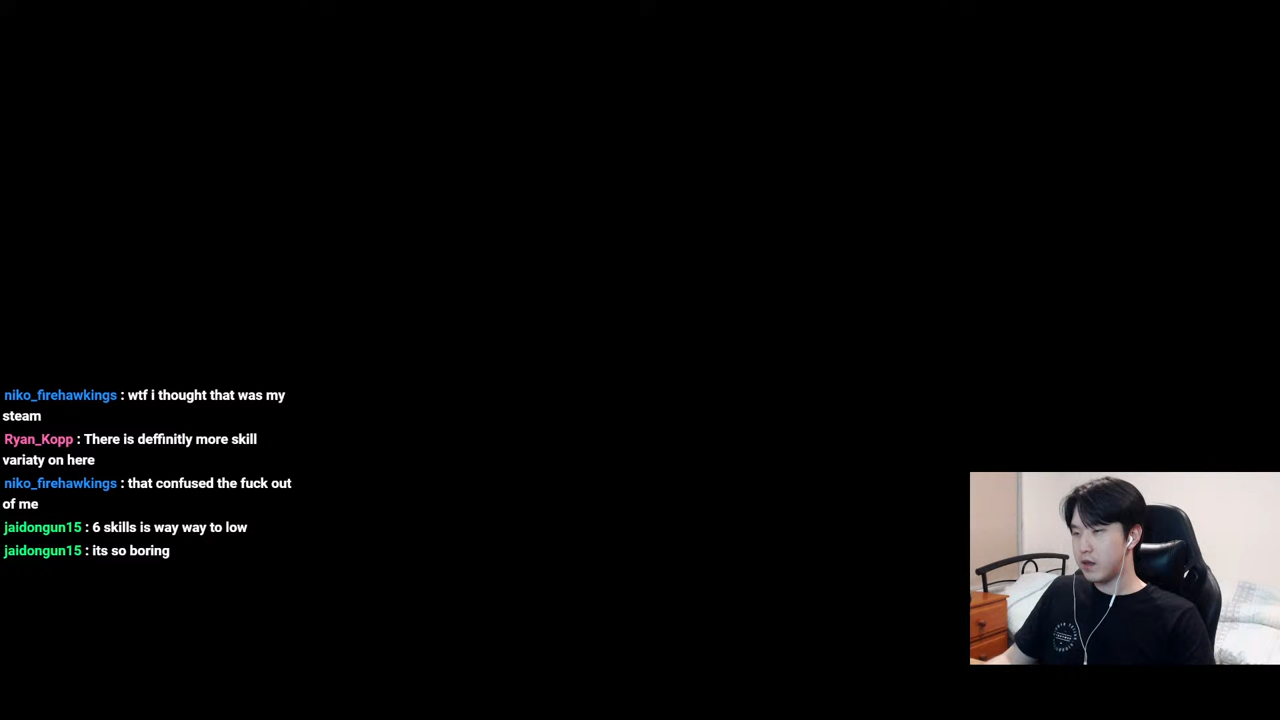 niko_firehawkings : wtf i thought that was my
steam
Ryan_Kopp : There is deffinitly more skill
variaty on here
niko_firehawkings : that confused the fuck out
of me
jaidongun15 : 6 skills is way way to low
jaidongun15 : its so boring